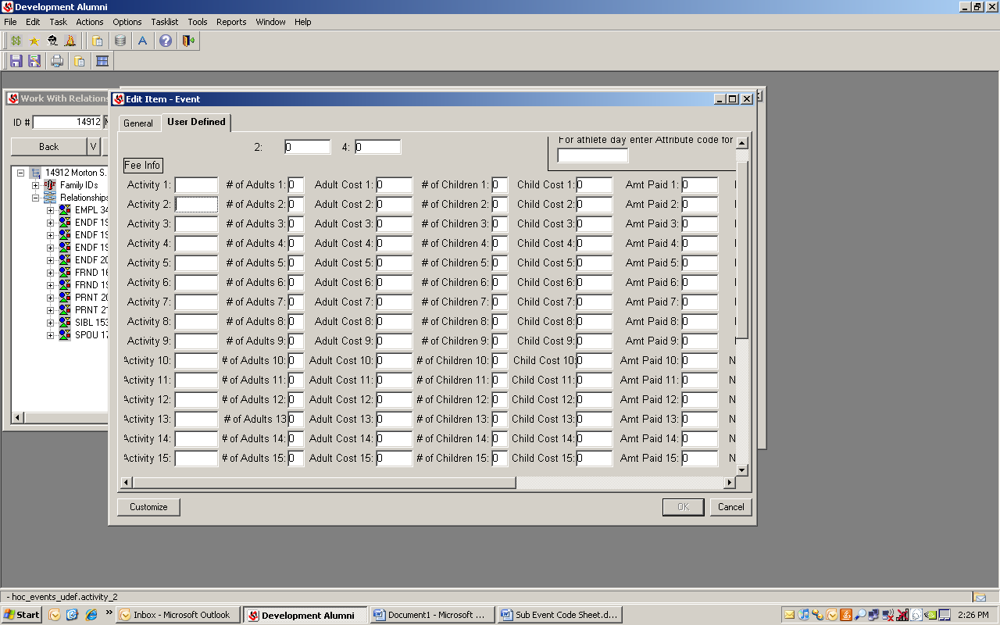 Development Alumni
File Edit Task Actions Options Tasklist Tools Reports Window Help
Work With Relations
ID # 14912
Back V
14912 Morton S.
Family IDs
Relationships
EMPL 34
ENDF 19
ENDF 19
ENDF 19
ENDF 20
FRND 16
FRND 19
PRNT 20
PRNT 21
SIBL 153
SPOU 17
Edit Item - Event
General User Defined
2: 0 4: 0
For athlete day enter Attribute code for
Fee Info
Activity 1: # of Adults 1: 0 Adult Cost 1: 0 # of Children 1: 0 Child Cost 1: 0 Amt Paid 1: 0
Activity 2: # of Adults 2: 0 Adult Cost 2: 0 # of Children 2: 0 Child Cost 2: 0 Amt Paid 2: 0
Activity 3: # of Adults 3: 0 Adult Cost 3: 0 # of Children 3: 0 Child Cost 3: 0 Amt Paid 3: 0
Activity 4: # of Adults 4: 0 Adult Cost 4: 0 # of Children 4: 0 Child Cost 4: 0 Amt Paid 4: 0
Activity 5: # of Adults 5: 0 Adult Cost 5: 0 # of Children 5: 0 Child Cost 5: 0 Amt Paid 5: 0
Activity 6: # of Adults 6: 0 Adult Cost 6: 0 # of Children 6: 0 Child Cost 6: 0 Amt Paid 6: 0
Activity 7: # of Adults 7: 0 Adult Cost 7: 0 # of Children 7: 0 Child Cost 7: 0 Amt Paid 7: 0
Activity 8: # of Adults 8: 0 Adult Cost 8: 0 # of Children 8: 0 Child Cost 8: 0 Amt Paid 8: 0
Activity 9: # of Adults 9: 0 Adult Cost 9: 0 # of Children 9: 0 Child Cost 9: 0 Amt Paid 9: 0
Activity 10: # of Adults 10: 0 Adult Cost 10: 0 # of Children 10: 0 Child Cost 10: 0 Amt Paid 10: 0 N
Activity 11: # of Adults 11: 0 Adult Cost 11: 0 # of Children 11: 0 Child Cost 11: 0 Amt Paid 11: 0 N
Activity 12: # of Adults 12: 0 Adult Cost 12: 0 # of Children 12: 0 Child Cost 12: 0 Amt Paid 12: 0 N
Activity 13: # of Adults 13 0 Adult Cost 13: 0 # of Children 13: 0 Child Cost 13: 0 Amt Paid 13: 0 N
Activity 14: # of Adults 14: 0 Adult Cost 14: 0 # of Children 14: 0 Child Cost 14: 0 Amt Paid 14: 0 N
Activity 15: # of Adults 15: 0 Adult Cost 15: 0 # of Children 15: 0 Child Cost 15: 0 Amt Paid 15: 0 N
Customize OK Cancel
- hoc_events_udef.activity_2
Start » Inbox - Microsoft Outlook Development Alumni Document1 - Microsoft ... Sub Event Code Sheet.d... 2:26 PM